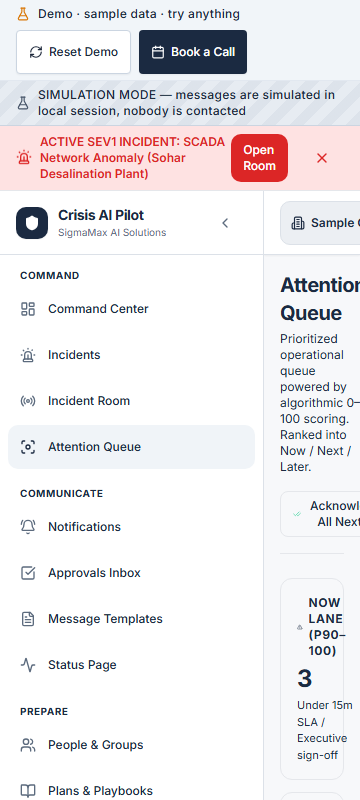 Demo · sample data · try anything
Reset Demo
Book a Call
SIMULATION MODE — messages are simulated in
local session, nobody is contacted
ACTIVE SEV1 INCIDENT: SCADA
Network Anomaly (Sohar
Desalination Plant)
Open
Room
Crisis AI Pilot
SigmaMax AI Solutions
COMMAND
Command Center
Incidents
Incident Room
Attention Queue
COMMUNICATE
Notifications
Approvals Inbox
Message Templates
Status Page
PREPARE
People & Groups
Plans & Playbooks
Sample
Attention
Queue
Prioritized
operational
queue
powered by
algorithmic 0–
100 scoring.
Ranked into
Now / Next /
Later.
Acknowl
All Next
NOW
LANE
(P90–
100)
3
Under 15m
SLA /
Executive
sign-off